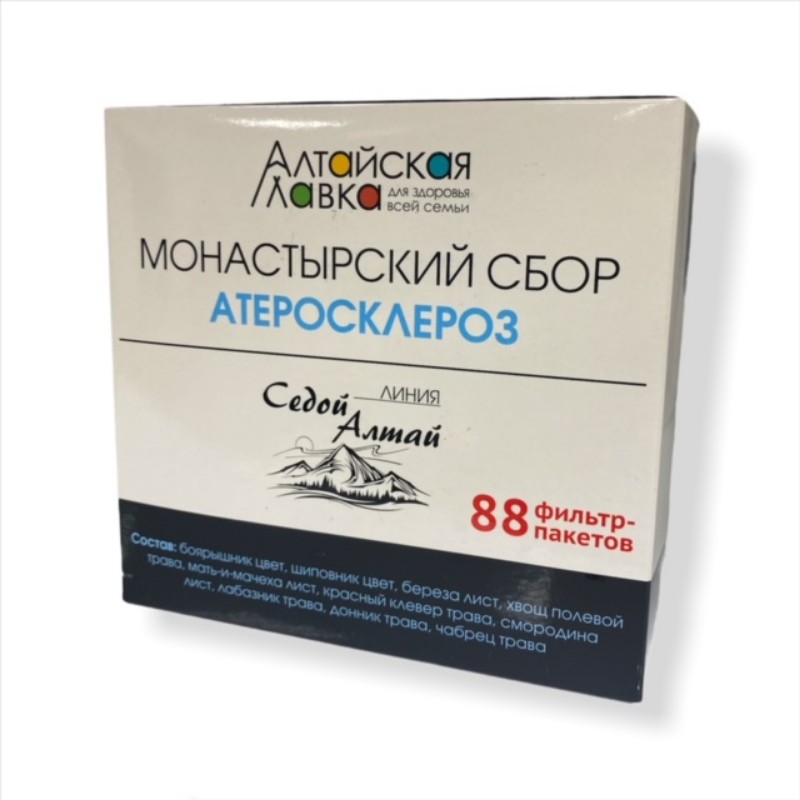 Алтайская
Лавка
для здоровья
всей семьи
МОНАСТЫРСКИЙ СБОР
АТЕРОСКЛЕРОЗ
ЛИНИЯ
Седой
Алтай
88 фильтр-
пакетов
Состав: боярышник цвет, шиповник цвет, береза лист, хвощ полевой
трава, мать-и-мачеха лист, красный клевер трава, смородина
лист, лабазник трава, донник трава, чабрец трава